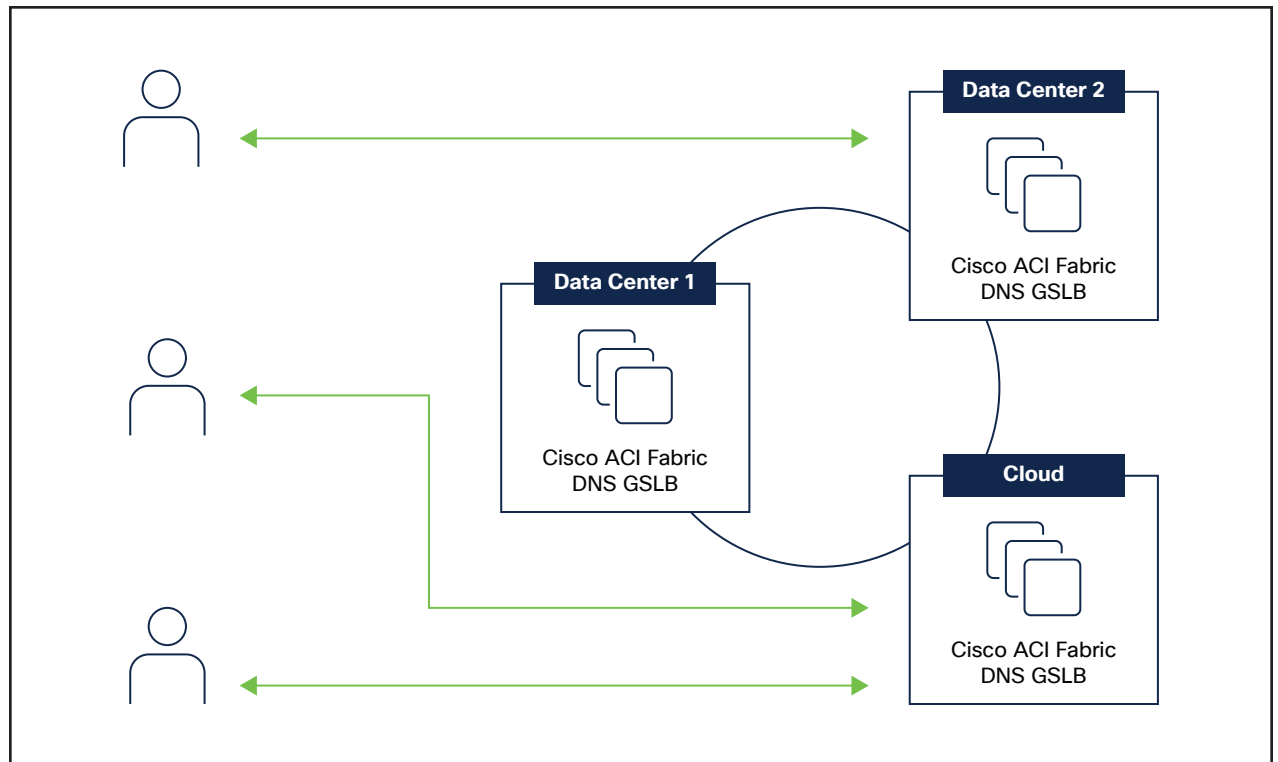 Data Center 2
Cisco ACI Fabric
DNS GSLB
Data Center 1
Cisco ACI Fabric
DNS GSLB
Cloud
Cisco ACI Fabric
DNS GSLB